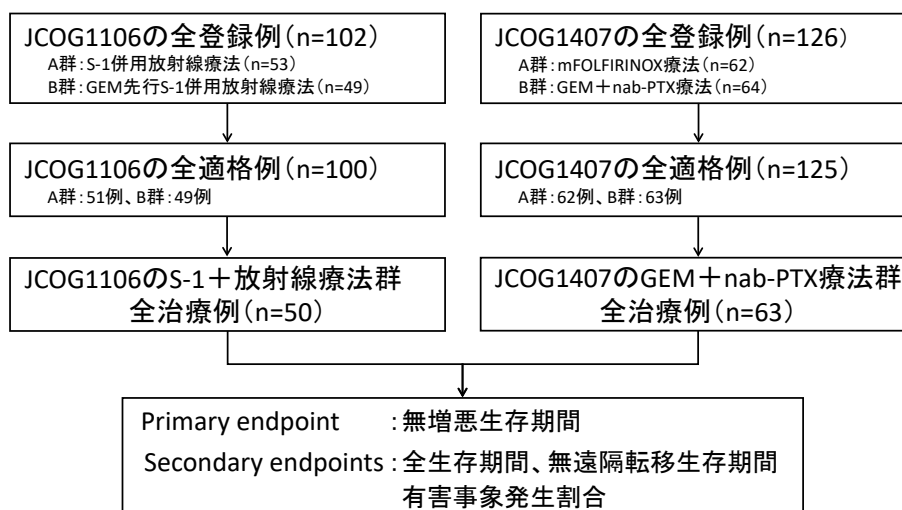 JCOG1106の全登録例（n=102）
A群：S-1併用放射線療法（n=53）
B群：GEM先行S-1併用放射線療法（n=49）
JCOG1407の全登録例（n=126）
A群：mFOLFIRINOX療法（n=62）
B群：GEM＋nab-PTX療法（n=64）
JCOG1106の全適格例（n=100）
A群：51例、B群：49例
JCOG1407の全適格例（n=125）
A群：62例、B群：63例
JCOG1106のS-1＋放射線療法群
全治療例（n=50）
JCOG1407のGEM＋nab-PTX療法群
全治療例（n=63）
Primary endpoint ：無増悪生存期間
Secondary endpoints：全生存期間、無遠隔転移生存期間
有害事象発生割合